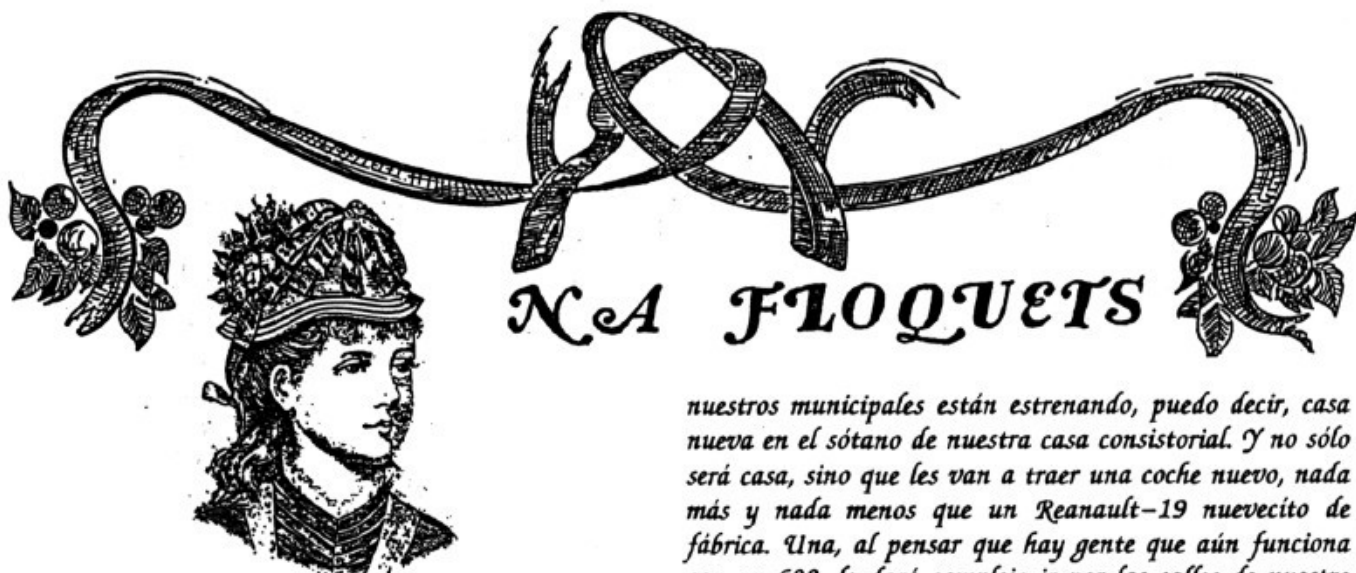 NA FLOQUETS
nuestros municipales están estrenando, puedo decir, casa
nueva en el sótano de nuestra casa consistorial. Y no sólo
será casa, sino que les van a traer una coche nuevo, nada
más y nada menos que un Reanault-19 nuevecito de
fábrica. Una, al pensar que hay gente que aún funciona